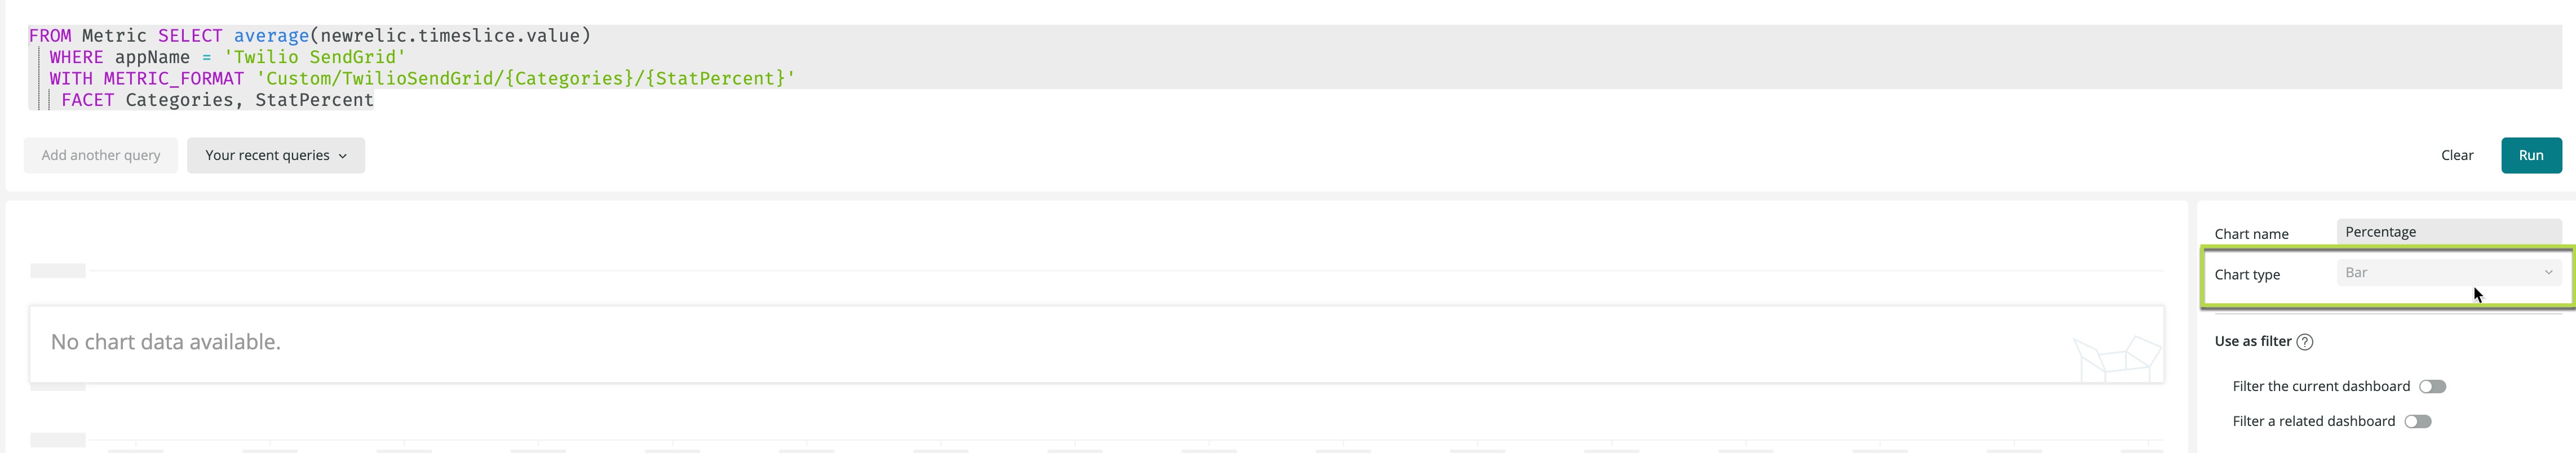 FROM Metric SELECT average(newrelic.timeslice.value)
WHERE appName = 'Twilio SendGrid'
WITH METRIC_FORMAT 'Custom/TwilioSendGrid/{Categories}/{StatPercent}'
FACET Categories, StatPercent
Add another query
Your recent queries
Clear
Run
No chart data available.
Chart name
Percentage
Chart type
Bar
Use as filter ?
Filter the current dashboard
Filter a related dashboard